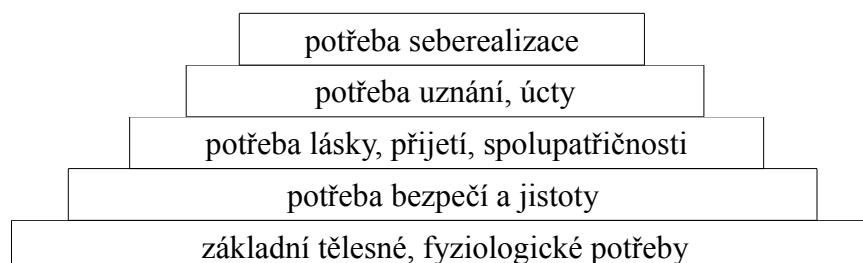 potřeba seberealizace
potřeba uznání, úcty
potřeba lásky, přijetí, spolupatřičnosti
potřeba bezpečí a jistoty
základní tělesné, fyziologické potřeby